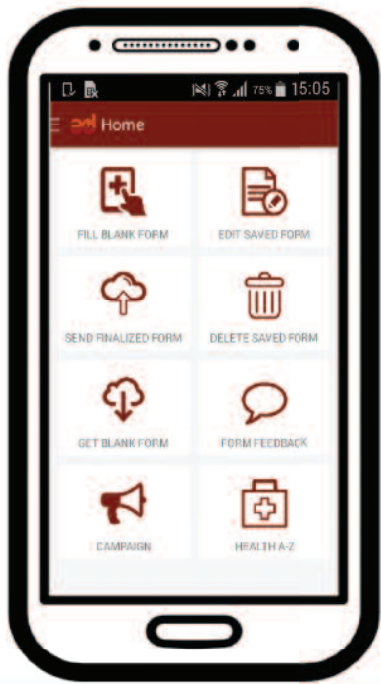 75% 15:05
Home
FILL BLANK FORM
EDIT SAVED FORM
SEND FINALIZED FORM
DELETE SAVED FORM
GET BLANK FORM
FORM FEEDBACK
CAMPAIGN
HEALTH A-Z